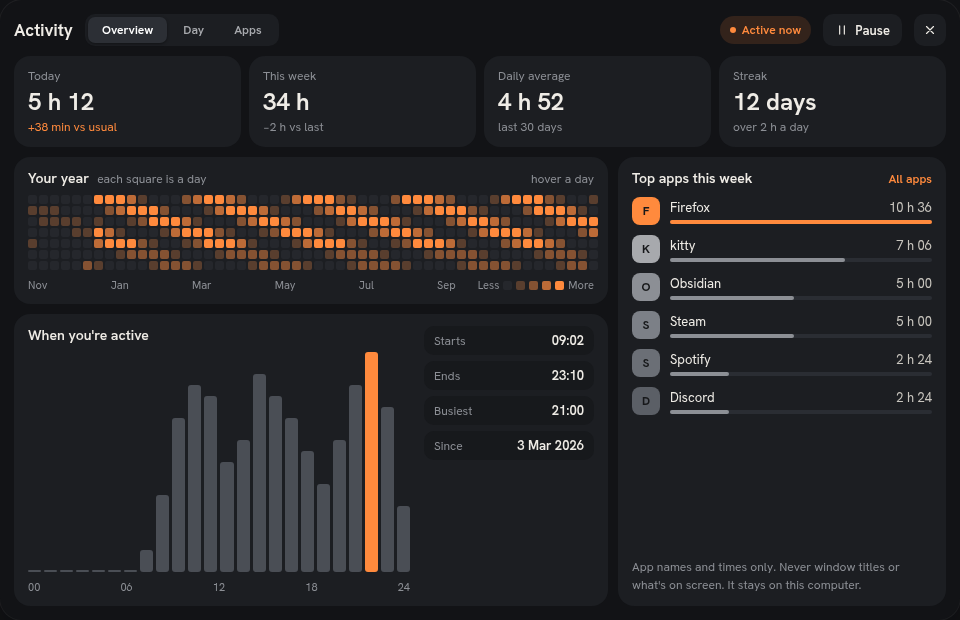 Activity Overview Day Apps Active now Pause
Today
5 h 12
+38 min vs usual
This week
34 h
−2 h vs last
Daily average
4 h 52
last 30 days
Streak
12 days
over 2 h a day
Your year each square is a day hover a day
Nov Jan Mar May Jul Sep Less More
When you're active
Starts 09:02
Ends 23:10
Busiest 21:00
Since 3 Mar 2026
00 06 12 18 24
Top apps this week All apps
F Firefox 10 h 36
K kitty 7 h 06
O Obsidian 5 h 00
S Steam 5 h 00
S Spotify 2 h 24
D Discord 2 h 24
App names and times only. Never window titles or
what's on screen. It stays on this computer.